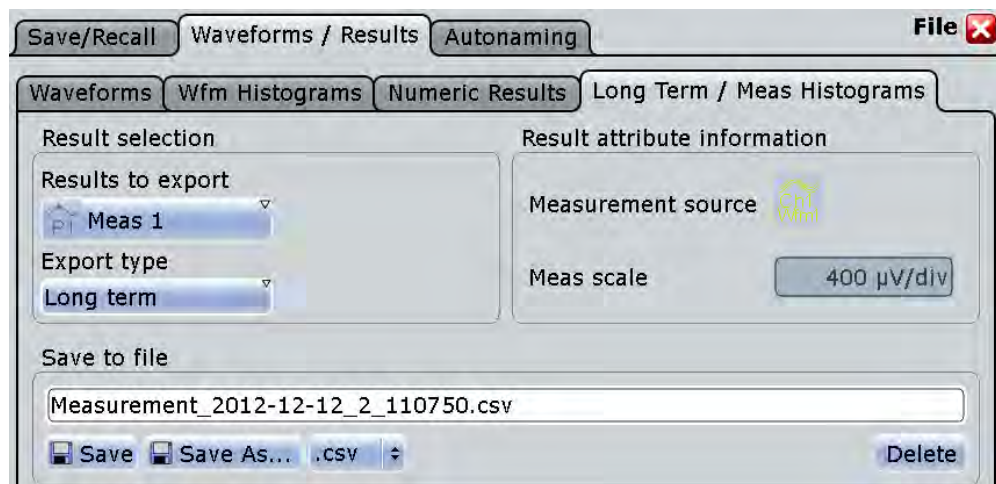 File
Save/Recall Waveforms / Results Autonaming
Waveforms Wfm Histograms Numeric Results Long Term / Meas Histograms
Result selection
Results to export
Meas 1
Export type
Long term
Result attribute information
Measurement source
Meas scale 400 µV/div
Save to file
Measurement_2012-12-12_2_110750.csv
Save Save As... .csv Delete